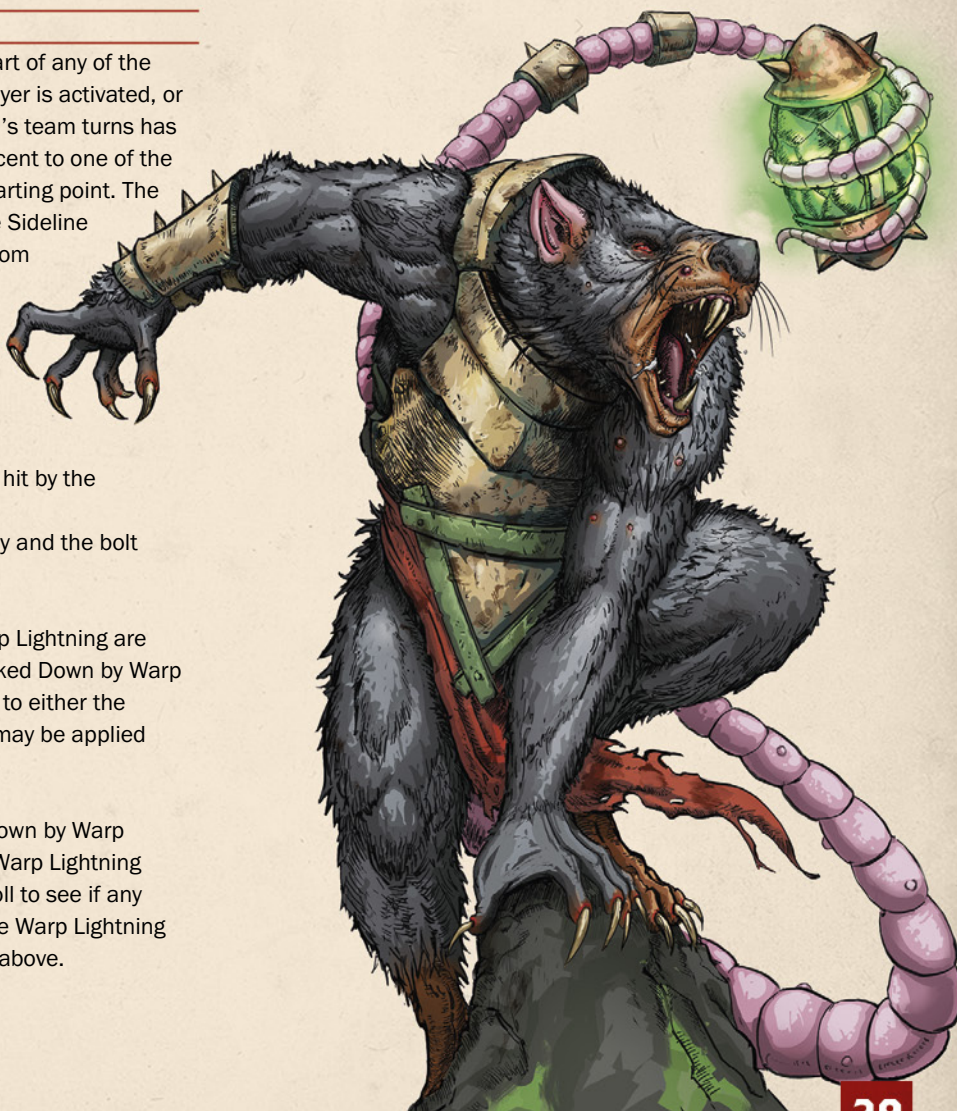 art of any of the
yer is activated, or
's team turns has
cent to one of the
arting point. The
e Sideline
om
hit by the
y and the bolt
p Lightning are
ked Down by Warp
to either the
may be applied
own by Warp
Warp Lightning
oll to see if any
e Warp Lightning
above.